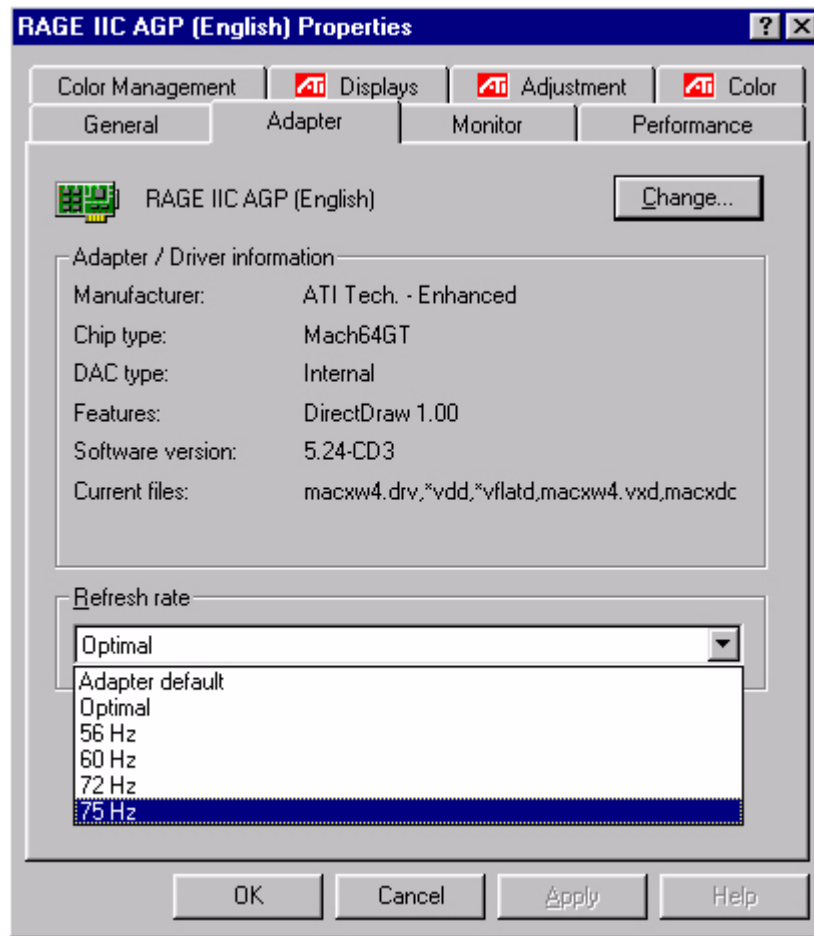 RAGE IIC AGP (English) Properties
Color Management ATI Displays ATI Adjustment ATI Color
General Adapter Monitor Performance
RAGE IIC AGP (English) Change...
Adapter / Driver information
Manufacturer: ATI Tech. - Enhanced
Chip type: Mach64GT
DAC type: Internal
Features: DirectDraw 1.00
Software version: 5.24-CD3
Current files: macxw4.drv,*vdd,*vflatd,macxw4.vxd,macxdc
Refresh rate
Optimal
Adapter default
Optimal
56 Hz
60 Hz
72 Hz
75 Hz
OK Cancel Apply Help